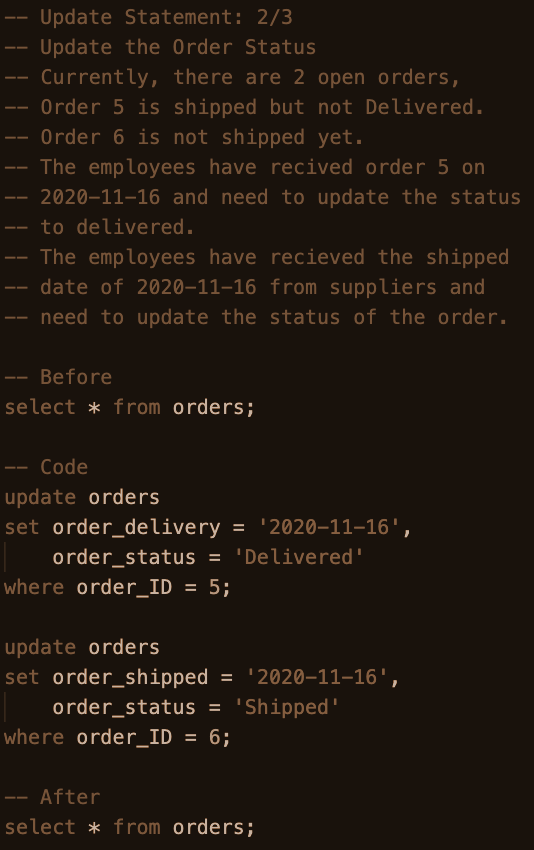 -- Update Statement: 2/3
-- Update the Order Status
-- Currently, there are 2 open orders,
-- Order 5 is shipped but not Delivered.
-- Order 6 is not shipped yet.
-- The employees have recived order 5 on
-- 2020-11-16 and need to update the status
-- to delivered.
-- The employees have recieved the shipped
-- date of 2020-11-16 from suppliers and
-- need to update the status of the order.

-- Before
select * from orders;

-- Code
update orders
set order_delivery = '2020-11-16',
    order_status = 'Delivered'
where order_ID = 5;

update orders
set order_shipped = '2020-11-16',
    order_status = 'Shipped'
where order_ID = 6;

-- After
select * from orders;